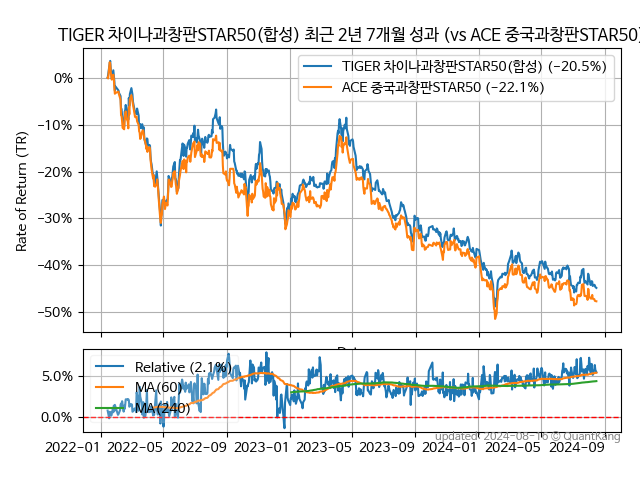 TIGER 차이나과창판STAR50(합성) 최근 2년 7개월 성과 (vs ACE 중국과창판STAR50)
TIGER 차이나과창판STAR50(합성) (−20.5%)
ACE 중국과창판STAR50 (−22.1%)
Rate of Return (TR)
0%
−10%
−20%
−30%
−40%
−50%
Relative (2.1%)
MA(60)
MA(240)
5.0%
0.0%
2022−01
2022−05
2022−09
2023−01
2023−05
2023−09
2024−01
2024−05
2024−09
updated: 2024-08-16 © QuantKang